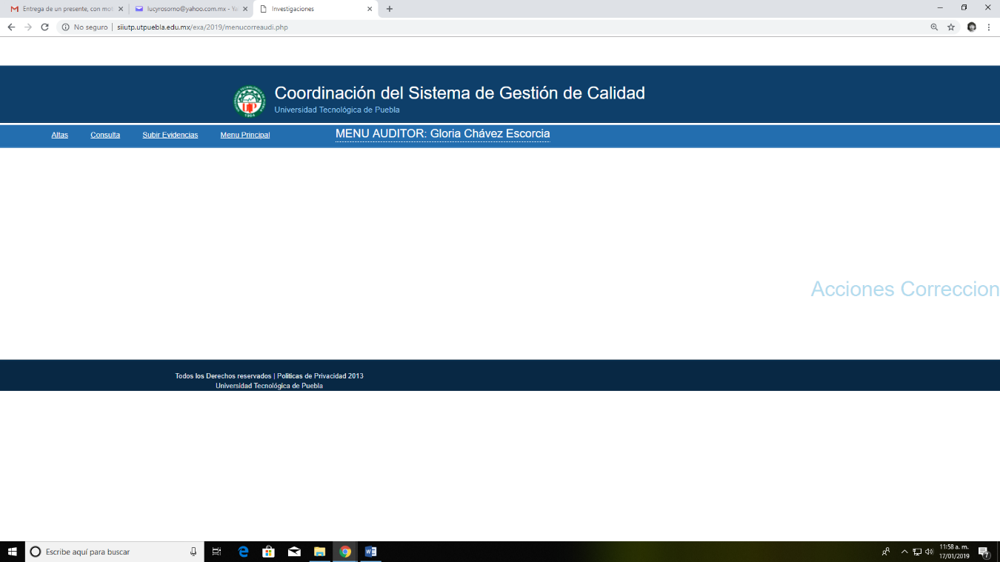 Entrega de un presente, con mot
lucyrosorno@yahoo.com.mx - Ya
Investigaciones
No seguro | siiutp.utpuebla.edu.mx/exa/2019/menucorreaudi.php
Coordinación del Sistema de Gestión de Calidad
Universidad Tecnológica de Puebla
Altas Consulta Subir Evidencias Menu Principal MENU AUDITOR: Gloria Chávez Escorcia
Acciones Correccion
Todos los Derechos reservados | Politicas de Privacidad 2013
Universidad Tecnológica de Puebla
Escribe aquí para buscar
11:58 a. m.
17/01/2019
7